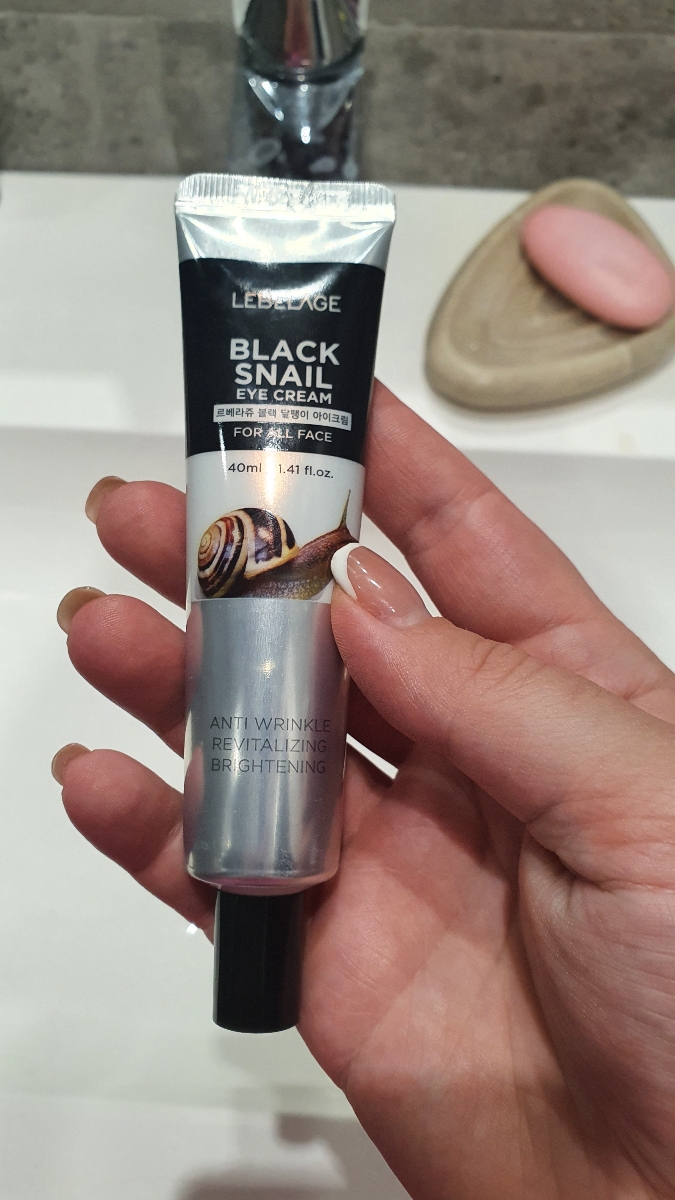 LEBELAGE
BLACK
SNAIL
EYE CREAM
르베라쥬 블랙 달팽이 아이크림
FOR ALL FACE
40ml 1.41 fl.oz.
ANTI WRINKLE
REVITALIZING
BRIGHTENING